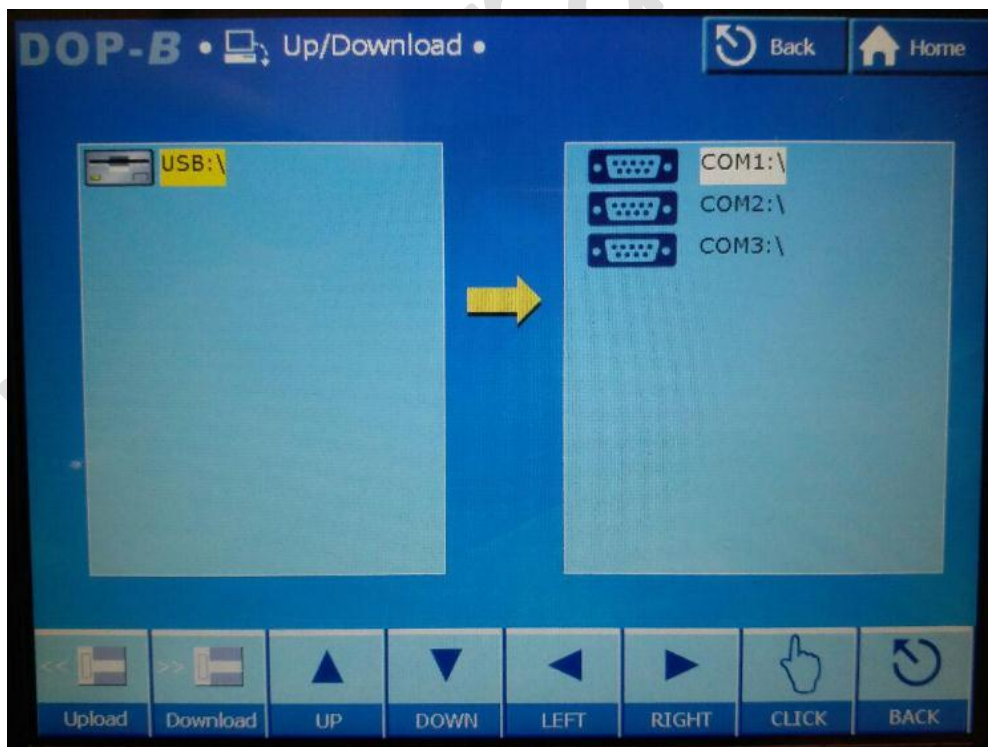 DOP-B • Up/Download •
Back
Home
USB:\
COM1:\
COM2:\
COM3:\
<< Upload
>> Download
UP
DOWN
LEFT
RIGHT
CLICK
BACK